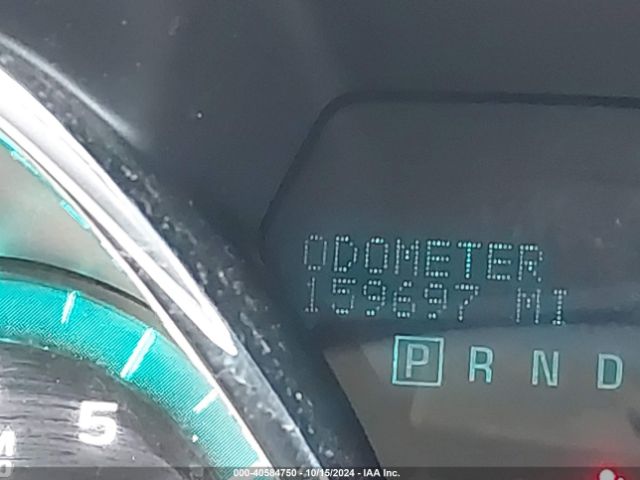 ODOMETER
159697 MI
P R N D
5
000-40584750 - 10/15/2024 - IAA Inc.